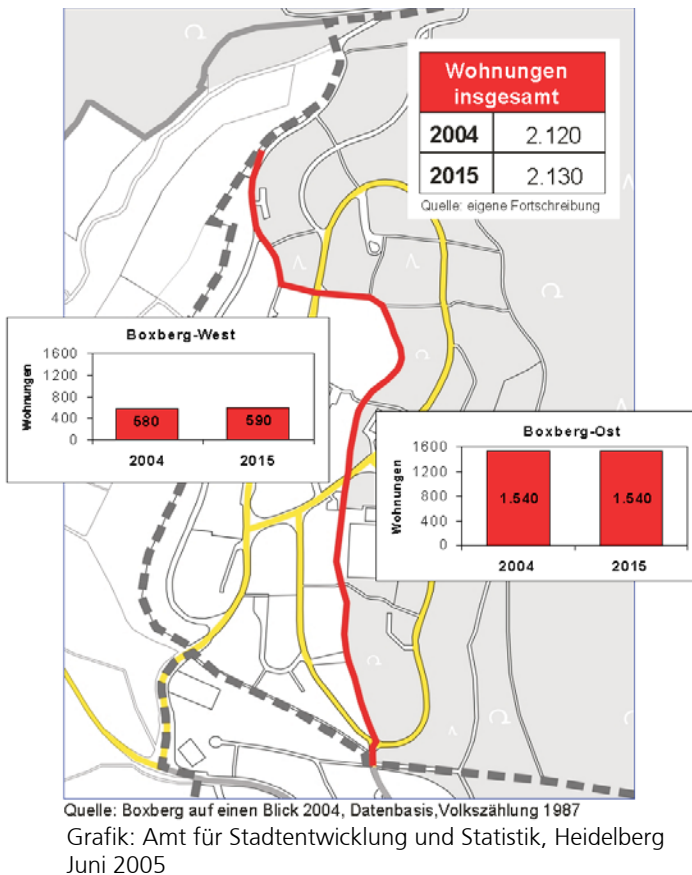 Wohnungen
insgesamt
2004 2.120
2015 2.130
Quelle: eigene Fortschreibung
Boxberg-West
Wohnungen
1600
1200
800
400
0
580 590
2004 2015
Boxberg-Ost
Wohnungen
1600
1200
800
400
0
1.540 1.540
2004 2015
Quelle: Boxberg auf einen Blick 2004, Datenbasis,Volkszählung 1987
Grafik: Amt für Stadtentwicklung und Statistik, Heidelberg
Juni 2005